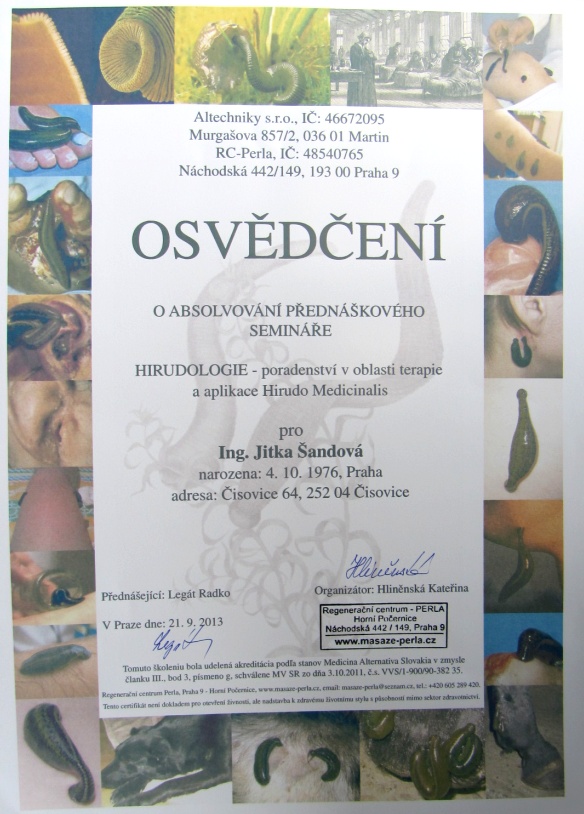 Altechniky s.r.o., IČ: 46672095
Murgašova 857/2, 036 01 Martin
RC-Perla, IČ: 48540765
Náchodská 442/149, 193 00 Praha 9
OSVĚDČENÍ
O ABSOLVOVÁNÍ PŘEDNÁŠKOVÉHO
SEMINÁŘE
HIRUDOLOGIE - poradenství v oblasti terapie
a aplikace Hirudo Medicinalis
pro
Ing. Jitka Šandová
narozena: 4. 10. 1976, Praha
adresa: Čisovice 64, 252 04 Čisovice
Hliněnská
Přednášející: Legát Radko
Organizátor: Hliněnská Kateřina
V Praze dne: 21. 9. 2013
Regenerační centrum - PERLA
Horní Počernice
Náchodská 442 / 149, Praha 9
www.masaze-perla.cz
Tomuto školeniu bola udelená akreditácia podľa stanov Medicina Alternativa Slovakia v zmysle
článku III., bod 3, písmeno g, schválene MV SR zo dňa 3.10.2011, č.s. VVS/1-900/90-382 35.
Regenerační centrum Perla, Praha 9 - Horní Počernice, www.masaze-perla.cz, email: masaze-perla@seznam.cz, tel.: +420 605 289 420.
Tento certifikát není dokladem pro otevření živnosti, ale nadstavba k zdravému životnímu stylu s působností mimo sektor zdravotnictví.